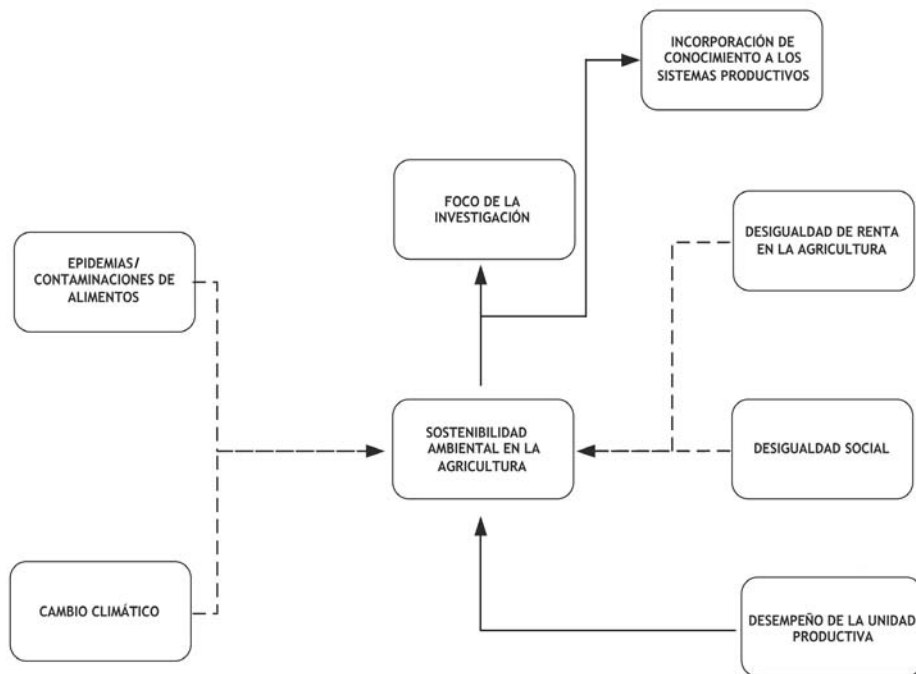 INCORPORACIÓN DE
CONOCIMIENTO A LOS
SISTEMAS PRODUCTIVOS
FOCO DE LA
INVESTIGACIÓN
DESIGUALDAD DE RENTA
EN LA AGRICULTURA
EPIDEMIAS/
CONTAMINACIONES DE
ALIMENTOS
SOSTENIBILIDAD
AMBIENTAL EN LA
AGRICULTURA
DESIGUALDAD SOCIAL
CAMBIO CLIMÁTICO
DESEMPEÑO DE LA UNIDAD
PRODUCTIVA